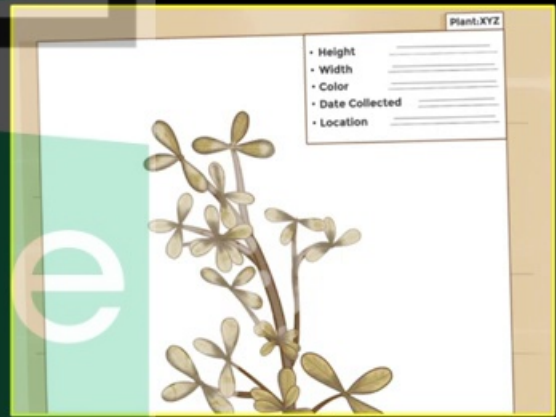 Plant:XYZ
• Height
• Width
• Color
• Date Collected
• Location
e